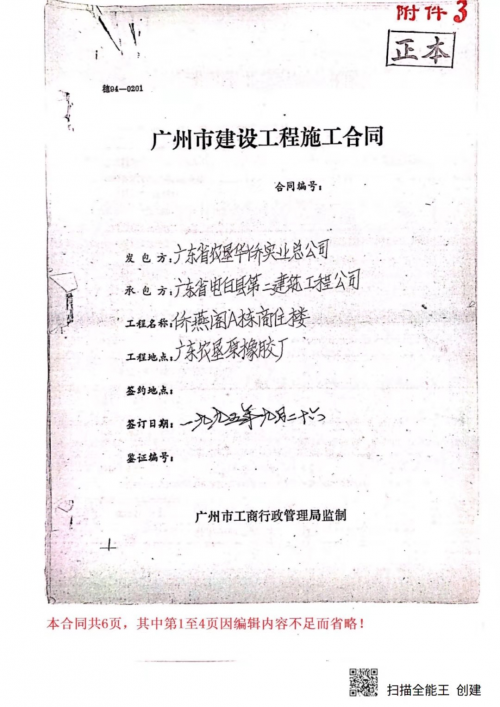 附件3
正本
穗94—0201
广州市建设工程施工合同
合同编号：
发包方：广东省农垦华侨实业总公司
承包方：广东省电白县第二建筑工程公司
工程名称：侨燕阁A栋商住楼
工程地点：广东农垦橡胶厂
签约地点：
签订日期：一九九五年九月二十六
签证编号：
广州市工商行政管理局监制
本合同共6页，其中第1至4页因编辑内容不足而省略！
扫描全能王 创建